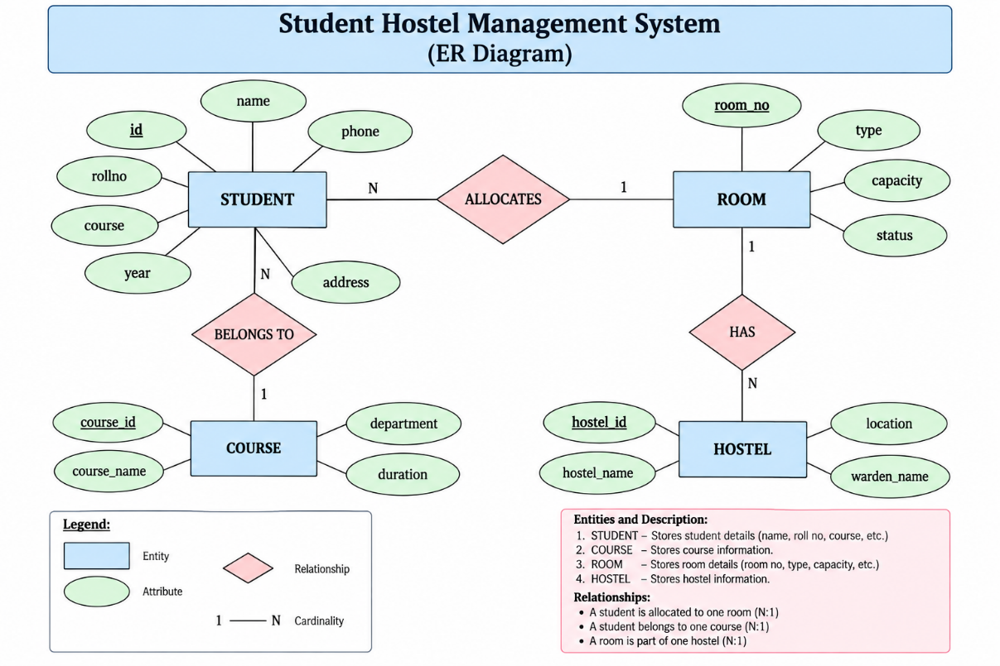 Student Hostel Management System
(ER Diagram)
name
id
phone
rollno
course
year
address
STUDENT
N
ALLOCATES
1
room_no
type
capacity
status
ROOM
N
BELONGS TO
1
1
HAS
N
course_id
course_name
COURSE
department
duration
hostel_id
hostel_name
HOSTEL
location
warden_name
Legend:
Entity
Attribute
Relationship
1 N Cardinality
Entities and Description:
1. STUDENT – Stores student details (name, roll no, course, etc.)
2. COURSE – Stores course information.
3. ROOM – Stores room details (room no, type, capacity, etc.)
4. HOSTEL – Stores hostel information.
Relationships:
• A student is allocated to one room (N:1)
• A student belongs to one course (N:1)
• A room is part of one hostel (N:1)